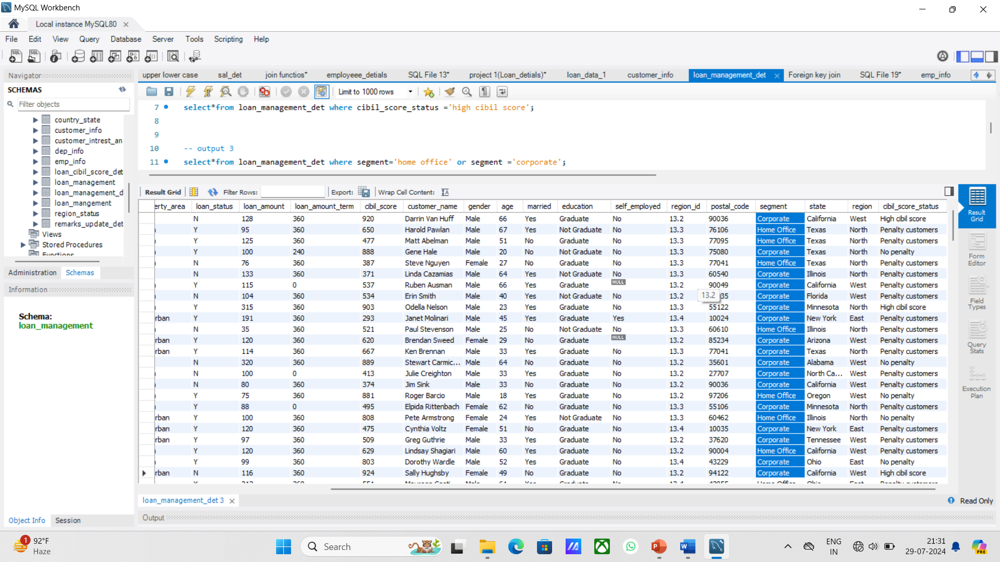 MySQL Workbench
Local instance MySQL80
File Edit View Query Database Server Tools Scripting Help
Navigator
SCHEMAS
Filter objects
country_state
customer_info
customer_intrest_an
dep_info
emp_info
loan_cibil_score_det
loan_management
loan_management_d
loan_mangement
region_status
remarks_update_det
Views
Stored Procedures
Functions
Administration Schemas
Information
Schema:
loan_management
Object Info Session
upper lower case sal_det join functios* employeee_detials SQL File 13* project 1(Loan_detials)* loan_data_1 customer_info loan_management_det Foreign key join SQL File 19* emp_info
Limit to 1000 rows
7 select*from loan_management_det where cibil_score_status ='high cibil score';
8
9
10 -- output 3
11 select*from loan_management_det where segment='home office' or segment ='corporate';
Result Grid Filter Rows: Export: Wrap Cell Content:
erty_area loan_status loan_amount loan_amount_term cibil_score customer_name gender age married education self_employed region_id postal_code segment state region cibil_score_status
N 128 360 920 Darrin Van Huff Male 66 Yes Graduate No 13.2 90036 Corporate California West High cibil score
Y 95 360 650 Harold Pawlan Male 67 Yes Not Graduate No 13.3 76106 Home Office Texas North Penalty customers
Y 125 360 477 Matt Abelman Male 51 No Graduate No 13.3 77095 Home Office Texas North Penalty customers
Y 100 240 888 Gene Hale Male 20 No Not Graduate No 13.3 75080 Corporate Texas North No penalty
N 76 360 387 Steve Nguyen Female 27 No Graduate No 13.3 77041 Home Office Texas North Penalty customers
N 133 360 371 Linda Cazamias Male 64 Yes Not Graduate No 13.3 60540 Corporate Illinois North Penalty customers
Y 115 0 537 Ruben Ausman Male 66 Yes Graduate NULL 13.2 90049 Corporate California West Penalty customers
N 104 360 534 Erin Smith Male 40 Yes Not Graduate No 13.2 13.2 35 Corporate Florida West Penalty customers
Y 315 360 903 Odella Nelson Male 23 Yes Graduate No 13.3 55122 Corporate Minnesota North High cibil score
rban Y 191 360 293 Janet Molinari Male 45 Yes Graduate Yes 13.4 10024 Corporate New York East Penalty customers
N 35 360 521 Paul Stevenson Male 25 No Not Graduate No 13.3 60610 Home Office Illinois North Penalty customers
rban Y 120 360 620 Brendan Sweed Female 29 No Graduate NULL 13.2 85234 Corporate Arizona West Penalty customers
rban Y 114 360 667 Ken Brennan Male 33 Yes Graduate No 13.3 77041 Corporate Texas North Penalty customers
N 320 360 889 Stewart Carmic... Male 64 No Graduate No 13.2 35601 Corporate Alabama West No penalty
N 100 0 413 Julie Creighton Male 33 Yes Graduate No 13.2 27707 Corporate North Ca... West Penalty customers
N 80 360 374 Jim Sink Male 33 No Graduate No 13.2 90036 Corporate California West Penalty customers
Y 75 360 881 Roger Barcio Male 18 Yes Graduate No 13.2 97206 Home Office Oregon West No penalty
Y 88 0 495 Elpida Rittenbach Female 62 No Graduate No 13.3 55106 Corporate Minnesota North Penalty customers
rban Y 100 360 808 Pete Armstrong Female 24 Yes Not Graduate No 13.3 60462 Home Office Illinois North No penalty
rban Y 120 360 475 Cynthia Voltz Female 51 No Graduate No 13.4 10035 Corporate New York East Penalty customers
rban Y 97 360 509 Greg Guthrie Male 33 Yes Graduate No 13.2 37620 Corporate Tennessee West Penalty customers
Y 120 360 629 Lindsay Shagiari Male 60 Yes Graduate No 13.2 90004 Home Office California West Penalty customers
Y 99 360 803 Dorothy Wardle Male 52 Yes Graduate No 13.4 43229 Corporate Ohio East No penalty
rban N 116 360 924 Sally Hughsby Female 49 No Graduate No 13.2 94122 Corporate California West High cibil score
Result Grid
Form Editor
Field Types
Query Stats
Execution Plan
loan_management_det 3
Read Only
Output
1
92°F
Haze
Search
ENG
IN
21:31
29-07-2024
PRE